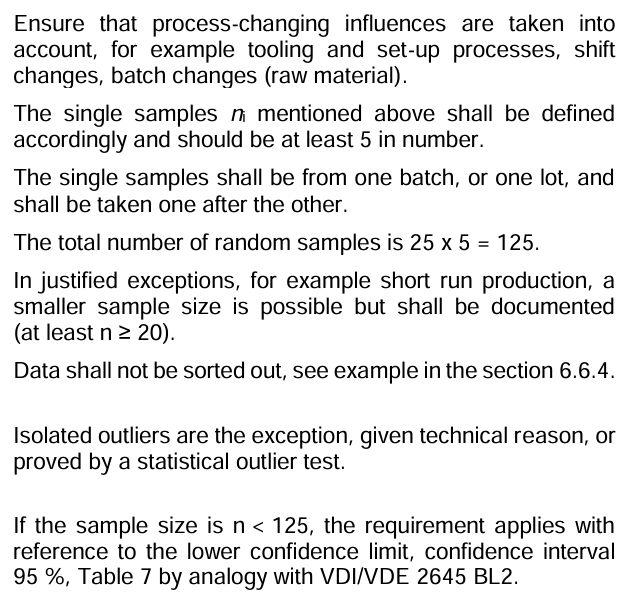 Ensure that process-changing influences are taken into
account, for example tooling and set-up processes, shift
changes, batch changes (raw material).
The single samples nᵢ mentioned above shall be defined
accordingly and should be at least 5 in number.
The single samples shall be from one batch, or one lot, and
shall be taken one after the other.
The total number of random samples is 25 x 5 = 125.
In justified exceptions, for example short run production, a
smaller sample size is possible but shall be documented
(at least n ≥ 20).
Data shall not be sorted out, see example in the section 6.6.4.
Isolated outliers are the exception, given technical reason, or
proved by a statistical outlier test.
If the sample size is n < 125, the requirement applies with
reference to the lower confidence limit, confidence interval
95 %, Table 7 by analogy with VDI/VDE 2645 BL2.